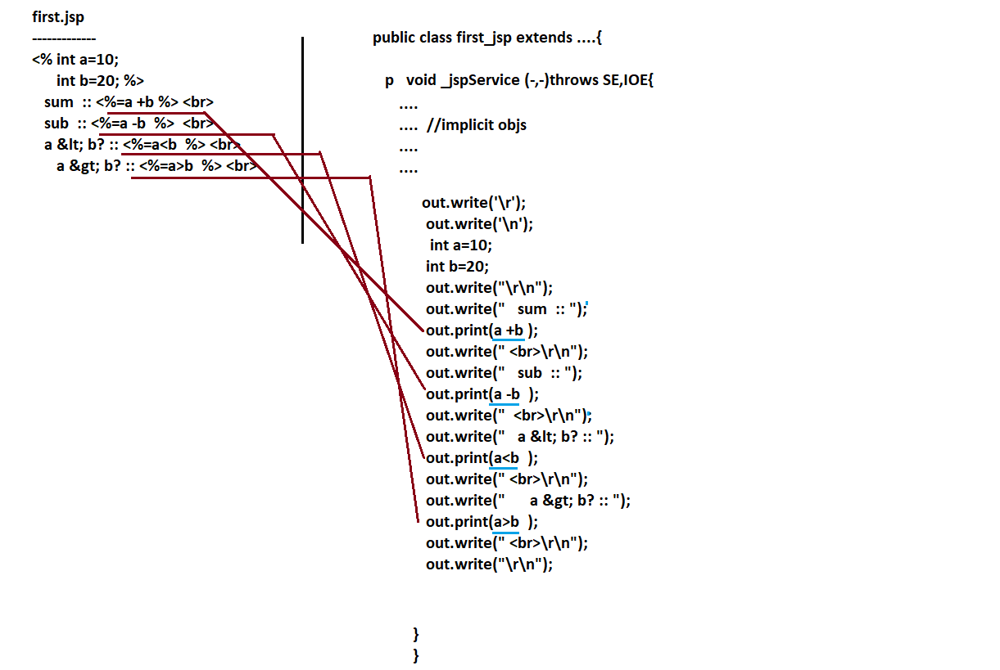 first.jsp
-------------
<% int a=10;
int b=20; %>
sum :: <%=a +b %> <br>
sub :: <%=a -b %> <br>
a &lt; b? :: <%=a<b %> <br>
a &gt; b? :: <%=a>b %> <br>
public class first_jsp extends ....{
p void _jspService (-,-)throws SE,IOE{
....
.... //implicit objs
....
....
out.write('\r');
out.write('\n');
int a=10;
int b=20;
out.write("\r\n");
out.write("   sum  :: ");
out.print(a +b );
out.write(" <br>\r\n");
out.write("   sub  :: ");
out.print(a -b  );
out.write("  <br>\r\n");
out.write("   a &lt; b? :: ");
out.print(a<b  );
out.write(" <br>\r\n");
out.write("      a &gt; b? :: ");
out.print(a>b  );
out.write(" <br>\r\n");
out.write("\r\n");
}
}